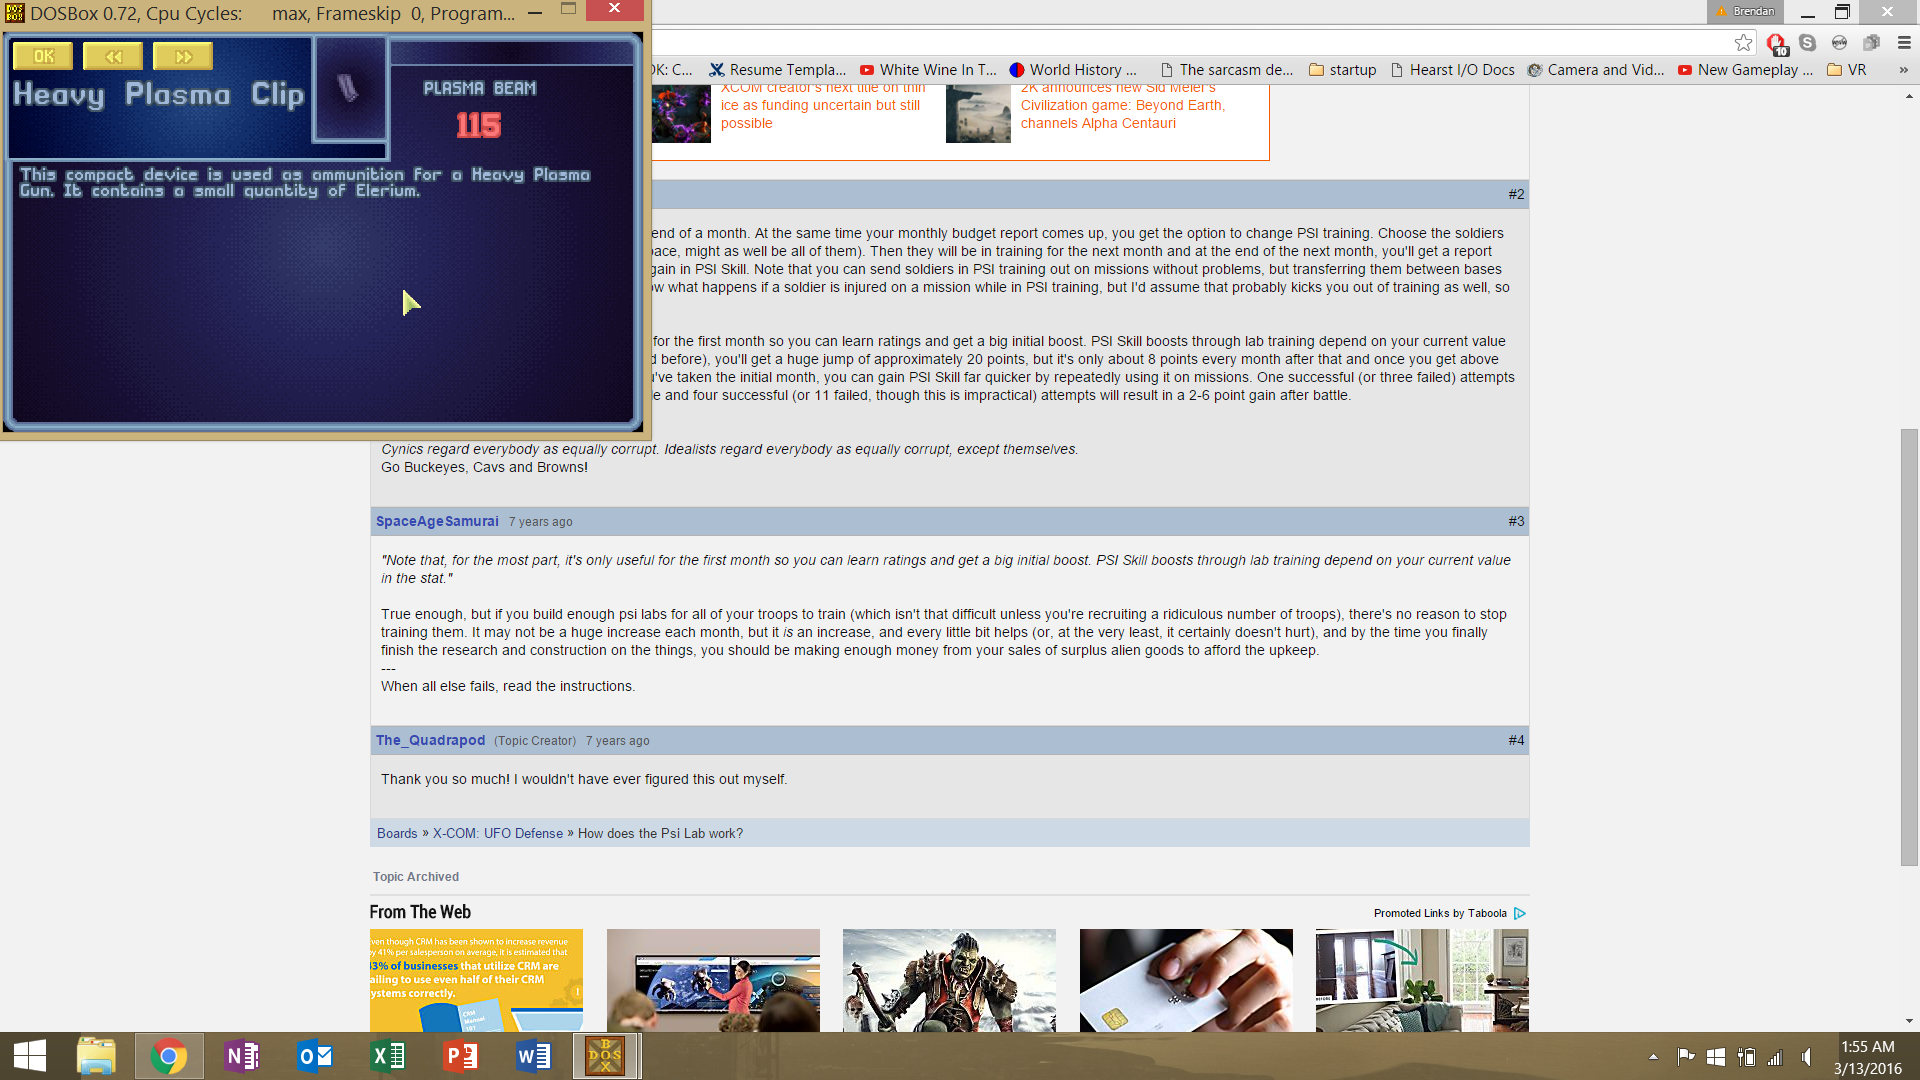 DOSBox 0.72, Cpu Cycles: max, Frameskip 0, Program...
OK
Heavy Plasma Clip
PLASMA BEAM
115
This compact device is used as ammunition for a Heavy Plasma
Gun. It contains a small quantity of Elerium.
Brendan
10
OK: C...
Resume Templa...
White Wine In T...
World History ...
The sarcasm de...
startup
Hearst I/O Docs
Camera and Vid...
New Gameplay ...
VR
»
XCOM creator's next title on thin
ice as funding uncertain but still
possible
2K announces new Sid Meier's
Civilization game: Beyond Earth,
channels Alpha Centauri
#2
end of a month. At the same time your monthly budget report comes up, you get the option to change PSI training. Choose the soldiers
pace, might as well be all of them). Then they will be in training for the next month and at the end of the next month, you'll get a report
gain in PSI Skill. Note that you can send soldiers in PSI training out on missions without problems, but transferring them between bases
ow what happens if a soldier is injured on a mission while in PSI training, but I'd assume that probably kicks you out of training as well, so
for the first month so you can learn ratings and get a big initial boost. PSI Skill boosts through lab training depend on your current value
d before), you'll get a huge jump of approximately 20 points, but it's only about 8 points every month after that and once you get above
u've taken the initial month, you can gain PSI Skill far quicker by repeatedly using it on missions. One successful (or three failed) attempts
e and four successful (or 11 failed, though this is impractical) attempts will result in a 2-6 point gain after battle.
Cynics regard everybody as equally corrupt. Idealists regard everybody as equally corrupt, except themselves.
Go Buckeyes, Cavs and Browns!
SpaceAgeSamurai 7 years ago #3
"Note that, for the most part, it's only useful for the first month so you can learn ratings and get a big initial boost. PSI Skill boosts through lab training depend on your current value
in the stat."
True enough, but if you build enough psi labs for all of your troops to train (which isn't that difficult unless you're recruiting a ridiculous number of troops), there's no reason to stop
training them. It may not be a huge increase each month, but it is an increase, and every little bit helps (or, at the very least, it certainly doesn't hurt), and by the time you finally
finish the research and construction on the things, you should be making enough money from your sales of surplus alien goods to afford the upkeep.
---
When all else fails, read the instructions.
The_Quadrapod (Topic Creator) 7 years ago #4
Thank you so much! I wouldn't have ever figured this out myself.
Boards » X-COM: UFO Defense » How does the Psi Lab work?
Topic Archived
From The Web
Promoted Links by Taboola
ven though CRM has been shown to increase revenue
by 41% per salesperson on average, it is estimated that
43% of businesses that utilize CRM are
ailing to use even half of their CRM
ystems correctly.
CRM
Manual
101
1:55 AM
3/13/2016